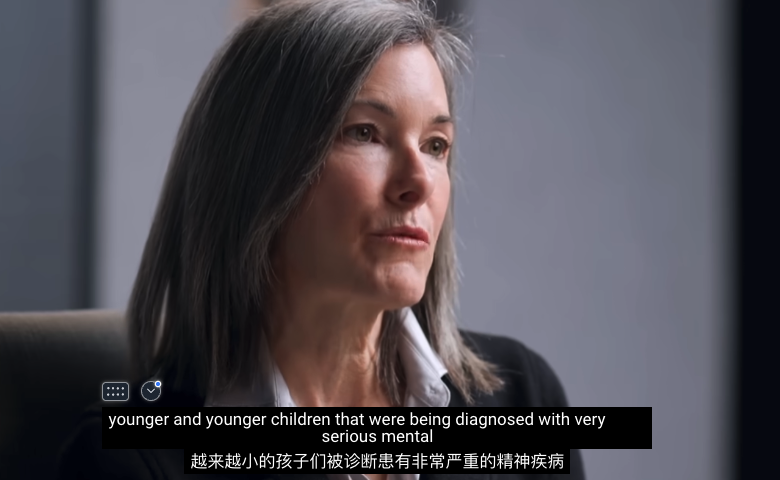 younger and younger children that were being diagnosed with very
serious mental
越来越小的孩子们被诊断患有非常严重的精神疾病